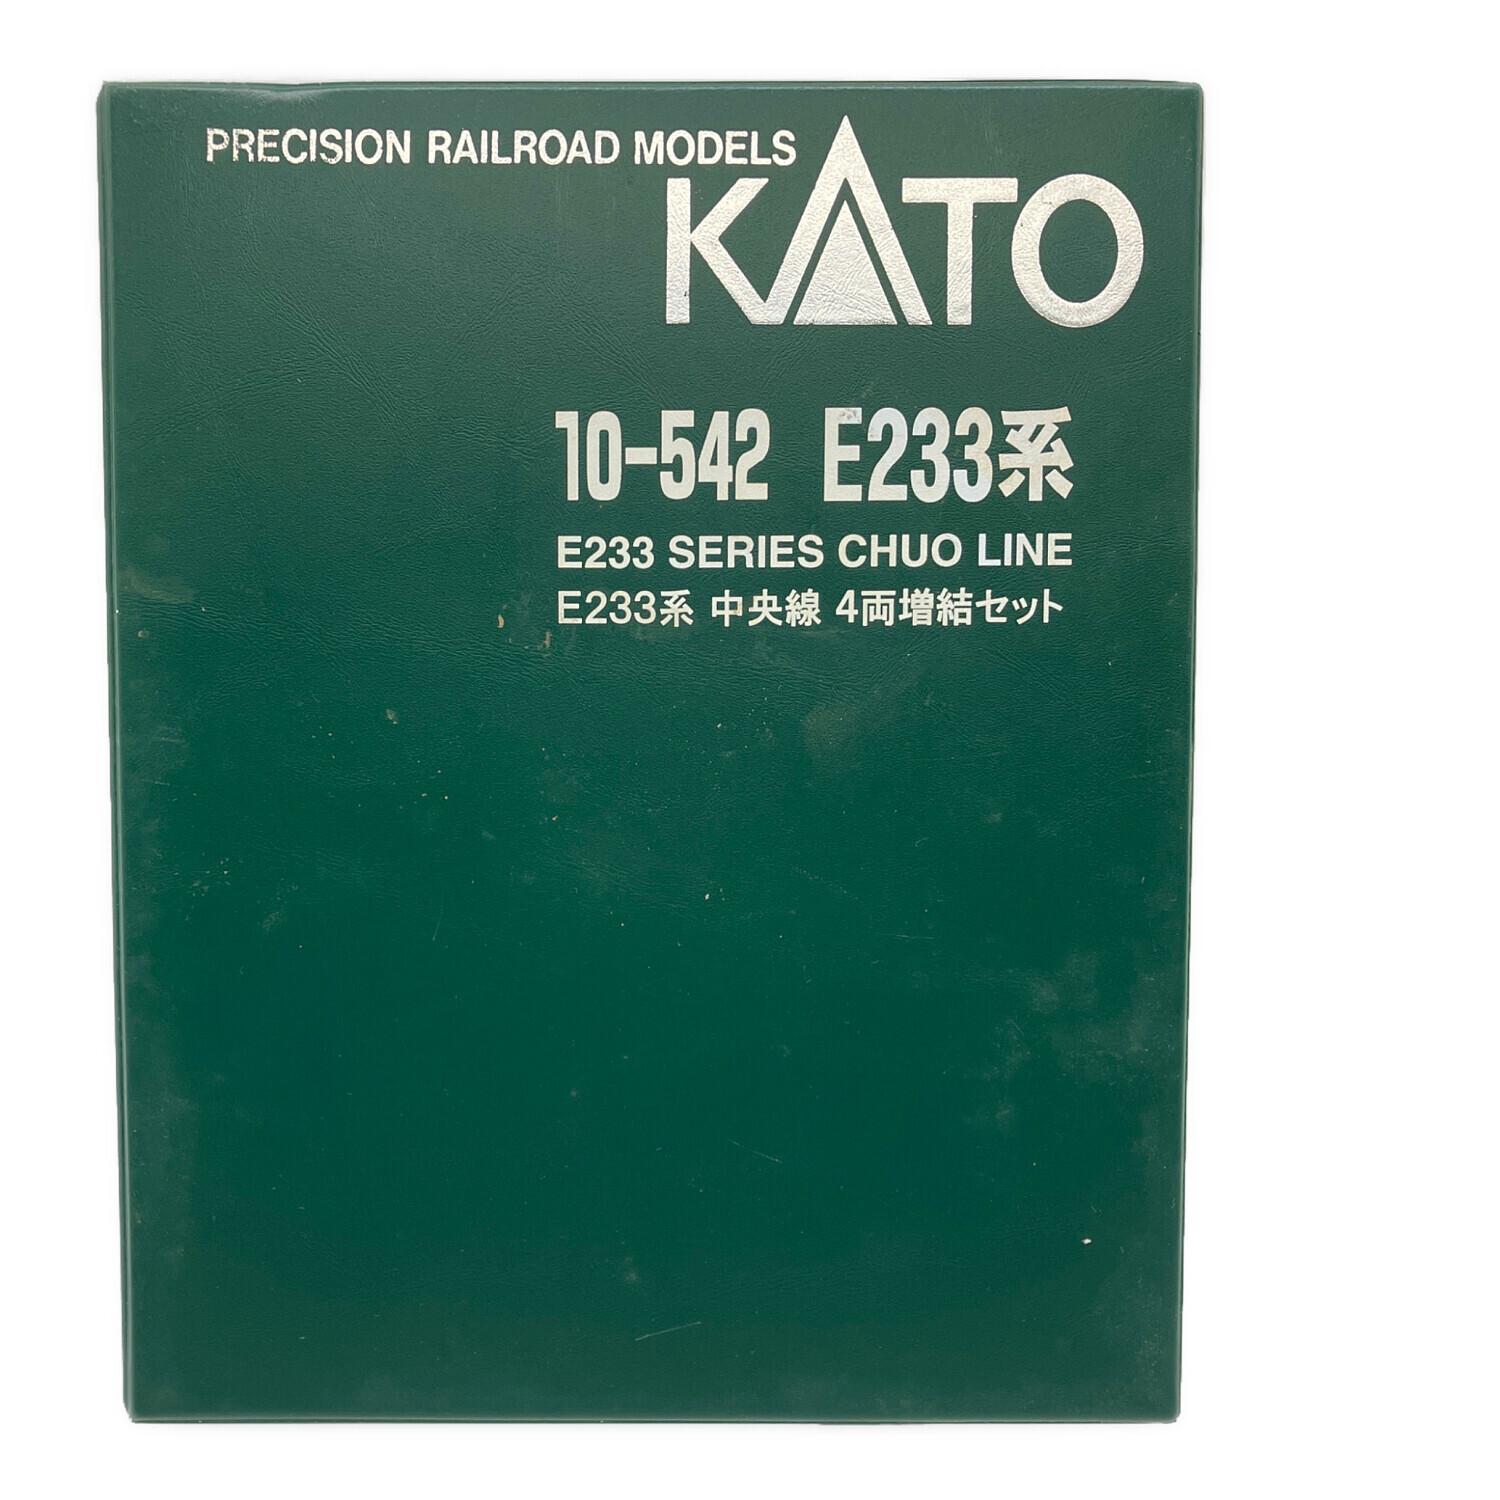 PRECISION RAILROAD MODELS
KATO
10-542 E233系
E233 SERIES CHUO LINE
E233系 中央線 4両増結セット